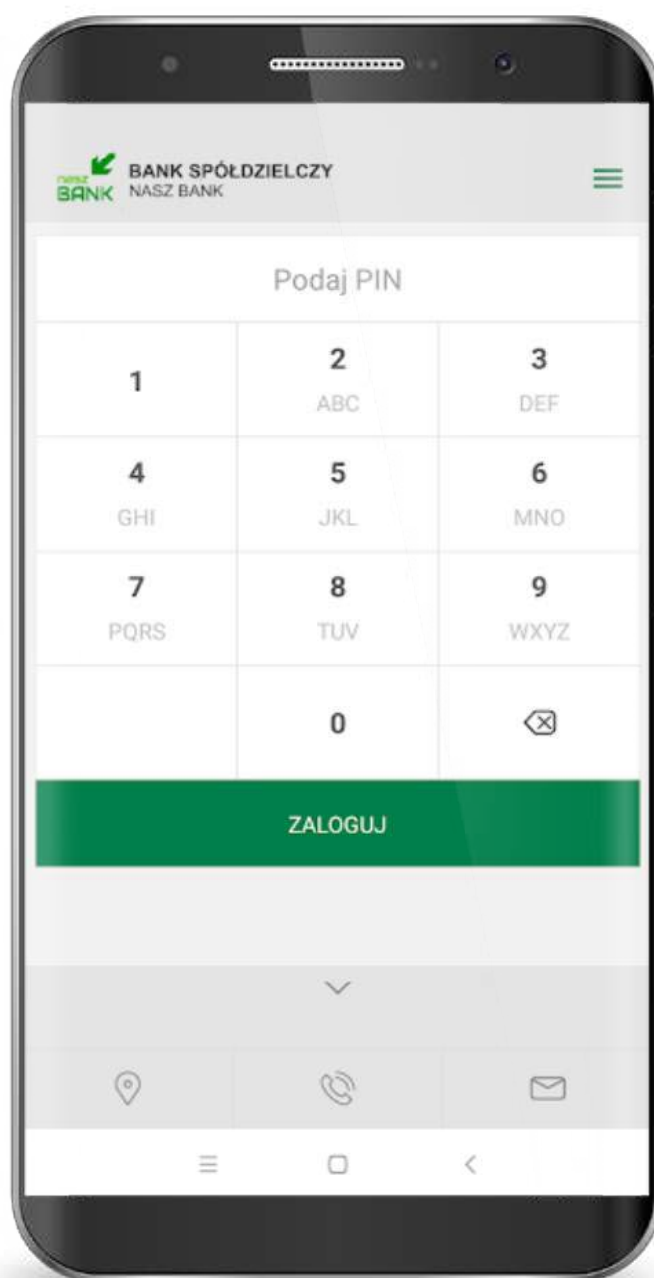 nasz
BANK
BANK SPÓŁDZIELCZY
NASZ BANK
Podaj PIN
1
2
3
ABC
DEF
4
5
6
GHI
JKL
MNO
7
8
9
PQRS
TUV
WXYZ
0
ZALOGUJ